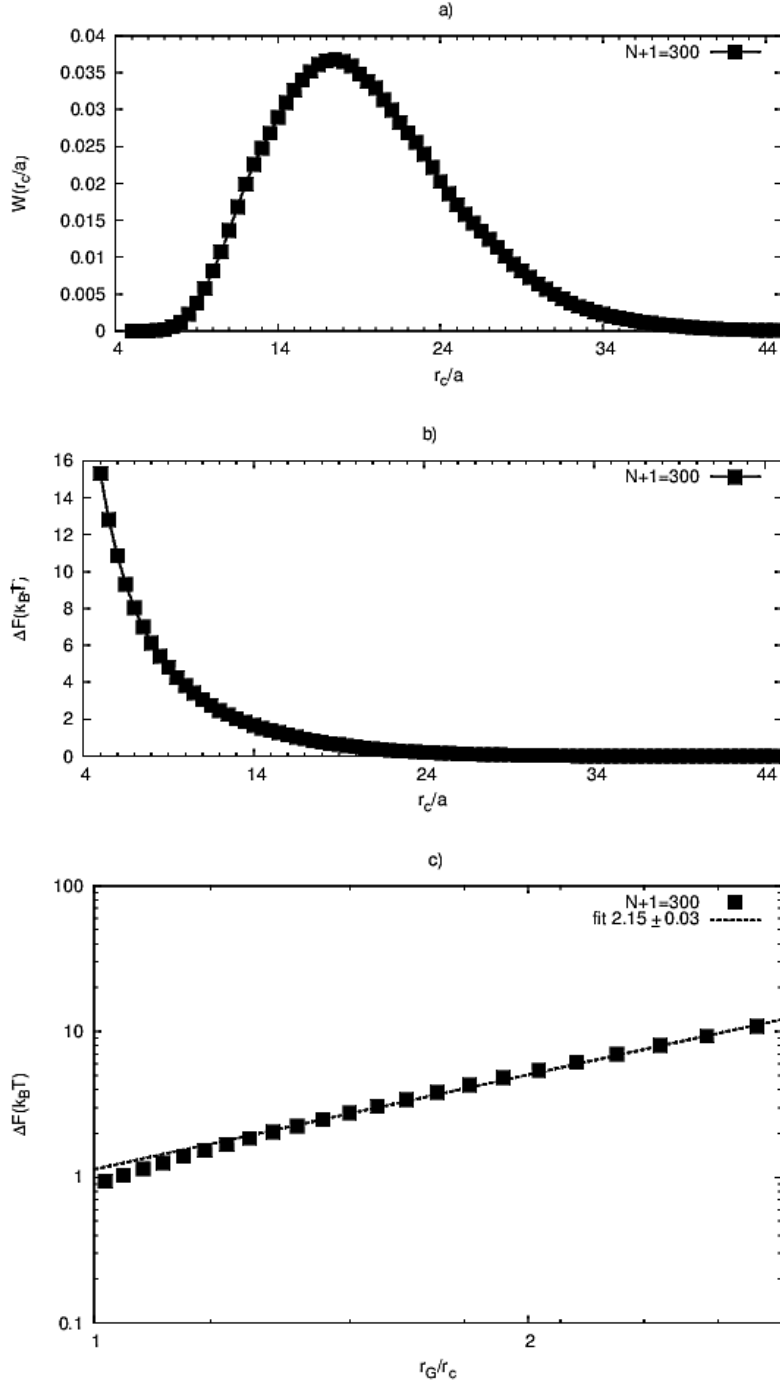 a)
N+1=300
W(r_c/a)
0.04
0.035
0.03
0.025
0.02
0.015
0.01
0.005
0
4 14 24 34 44
r_c/a
b)
N+1=300
ΔF(k_BT)
16
14
12
10
8
6
4
2
0
4 14 24 34 44
r_c/a
c)
N+1=300
fit 2.15 ± 0.03
ΔF(k_BT)
100
10
1
0.1
1 2
r_G/r_c